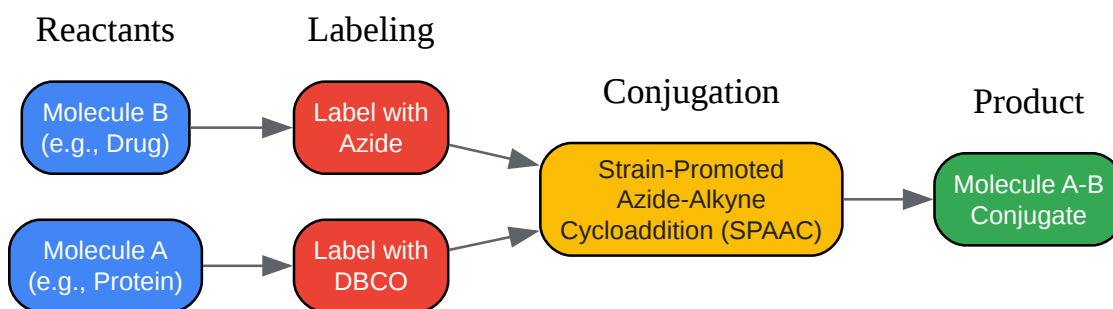 Reactants
Labeling
Conjugation
Product
Molecule B
(e.g., Drug)
Label with
Azide
Molecule A
(e.g., Protein)
Label with
DBCO
Strain-Promoted
Azide-Alkyne
Cycloaddition (SPAAC)
Molecule A-B
Conjugate